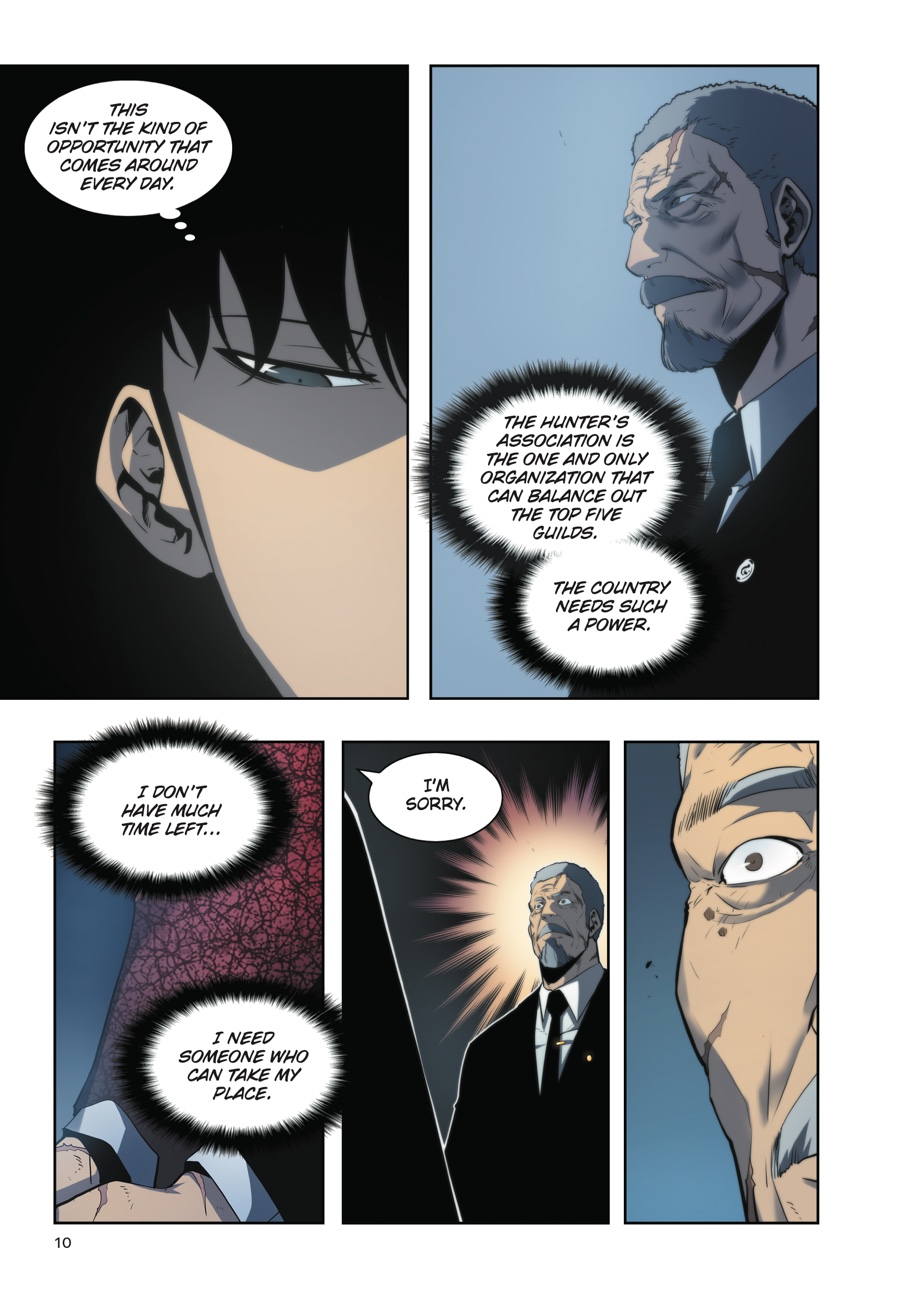 THIS
ISN'T THE KIND OF
OPPORTUNITY THAT
COMES AROUND
EVERY DAY.
THE HUNTER'S
ASSOCIATION IS
THE ONE AND ONLY
ORGANIZATION THAT
CAN BALANCE OUT
THE TOP FIVE
GUILDS.
THE COUNTRY
NEEDS SUCH
A POWER.
I DON'T
HAVE MUCH
TIME LEFT...
I NEED
SOMEONE WHO
CAN TAKE MY
PLACE.
I'M
SORRY.
10